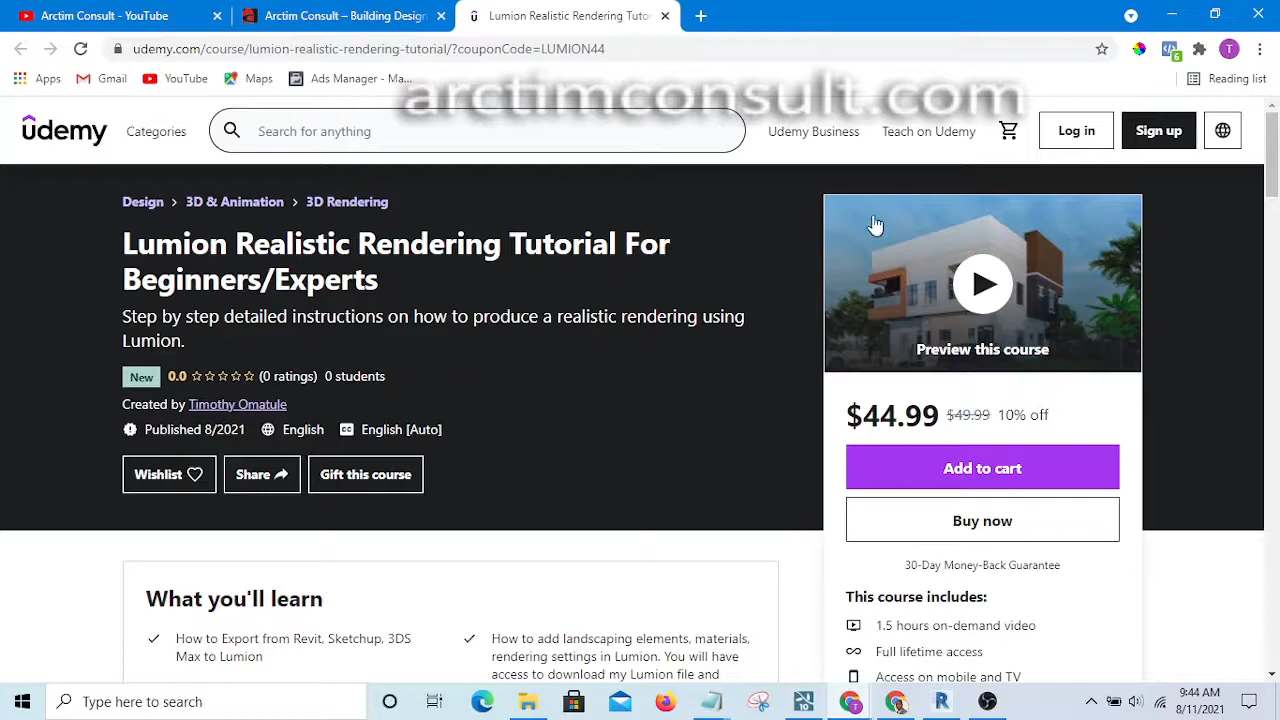 Arctim Consult - YouTube
Arctim Consult – Building Design
Lumion Realistic Rendering Tutor
udemy.com/course/lumion-realistic-rendering-tutorial/?couponCode=LUMION44
6
T
Apps
Gmail
YouTube
Maps
Ads Manager - Ma...
Reading list
arctimconsult.com
udemy
Categories
Search for anything
Udemy Business
Teach on Udemy
Log in
Sign up
Design > 3D & Animation > 3D Rendering
Lumion Realistic Rendering Tutorial For
Beginners/Experts
Step by step detailed instructions on how to produce a realistic rendering using
Lumion.
New 0.0 (0 ratings) 0 students
Created by Timothy Omatule
Published 8/2021 English English [Auto]
Wishlist
Share
Gift this course
Preview this course
$44.99 $49.99 10% off
Add to cart
Buy now
30-Day Money-Back Guarantee
This course includes:
1.5 hours on-demand video
Full lifetime access
Access on mobile and TV
What you'll learn
How to Export from Revit, Sketchup, 3DS
Max to Lumion
How to add landscaping elements, materials,
rendering settings in Lumion. You will have
access to download my Lumion file and
Type here to search
9:44 AM
8/11/2021